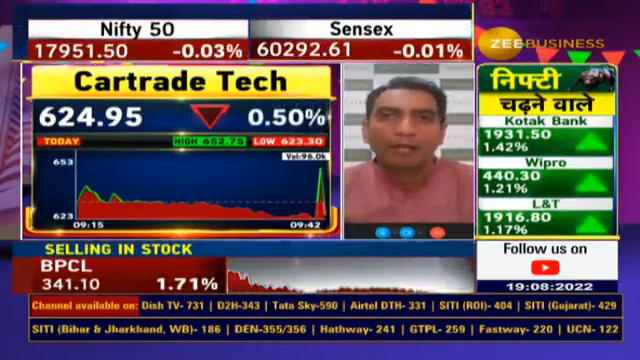 Nifty 50
17951.50 -0.03%
Sensex
60292.61 -0.01%
ZEE BUSINESS
Cartrade Tech
624.95 0.50%
TODAY HIGH 652.75 LOW 623.30
Vol:96.0k
653
623
09:15 09:42
निफ्टी
चढ़ने वाले
Kotak Bank
1931.50
1.42%
Wipro
440.30
1.21%
L&T
1916.80
1.17%
SELLING IN STOCK
BPCL
341.10 1.71%
Follow us on
19:08:2022
Channel available on: Dish TV- 731 | D2H-343 | Tata Sky-590 | Airtel DTH- 331 | SITI (ROI)- 404 | SITI (Gujarat)- 429
SITI (Bihar & Jharkhand, WB)- 186 | DEN-355/356 | Hathway- 241 | GTPL- 259 | Fastway- 220 | UCN- 122